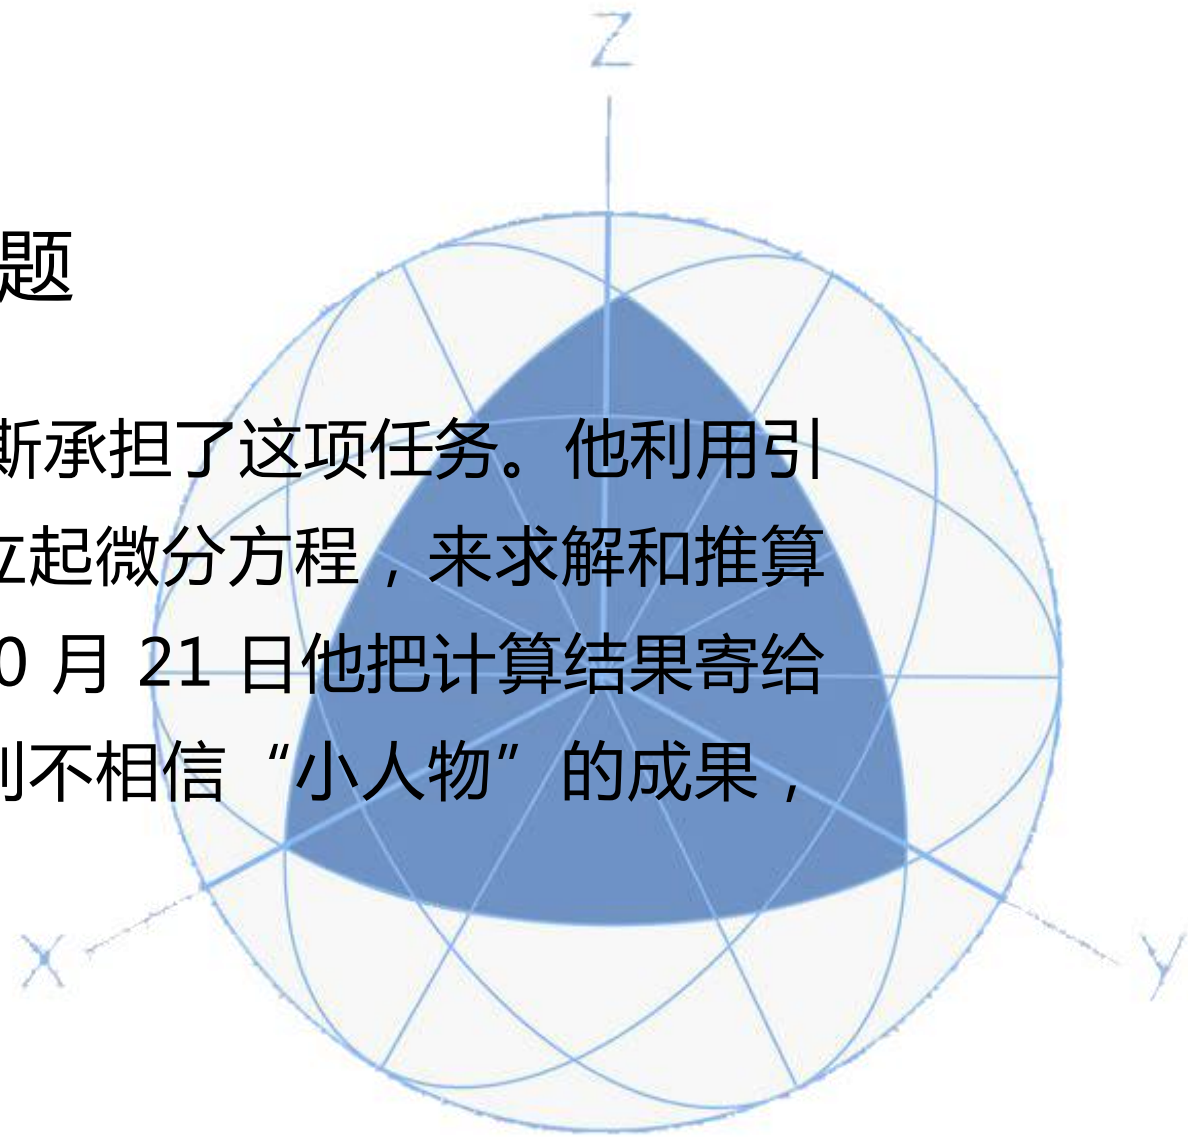 Z
题
斯承担了这项任务。他利用引
立起微分方程，来求解和推算
0 月 21 日他把计算结果寄给
不相信“小人物”的成果，
X
Y